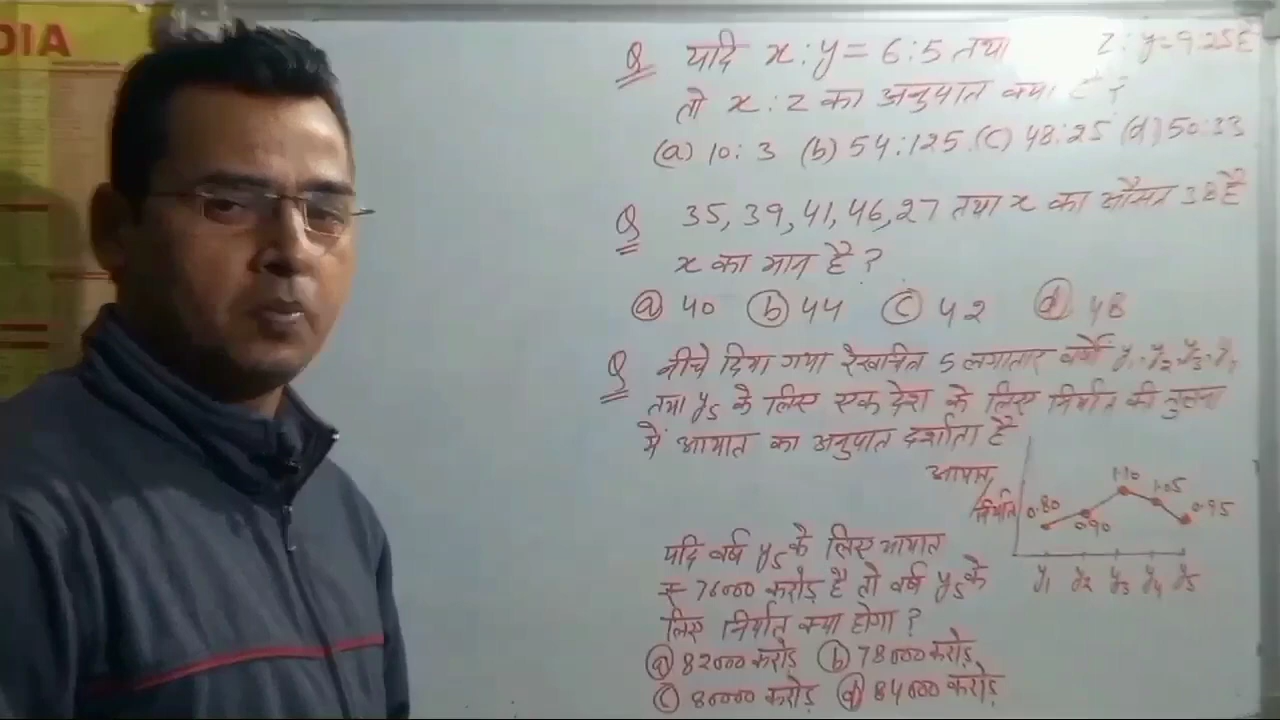 DIA
Q यदि x:y = 6:5 तथा z:y=9:25 है
तो x:z का अनुपात क्या है ?
(a) 10:3 (b) 54:125 (c) 48:25 (d) 50:33
Q 35, 39, 41, 46, 27 तथा x का औसत 38 है
x का मान है ?
(a) 40 (b) 44 (c) 42 (d) 48
Q नीचे दिया गया रेखाचित्र 5 लगातार वर्षों y₁, y₂, y₃, y₄
तथा y₅ के लिए एक देश के लिए निर्यात की तुलना
में आयात का अनुपात दर्शाता है
आयात/
निर्यात
0.80 0.90 1.10 1.05 0.95
y₁ y₂ y₃ y₄ y₅
यदि वर्ष y₅ के लिए आयात
₹ 76000 करोड़ है तो वर्ष y₅ के
लिए निर्यात क्या होगा ?
(a) 82000 करोड़ (b) 78000 करोड़
(c) 80000 करोड़ (d) 84000 करोड़